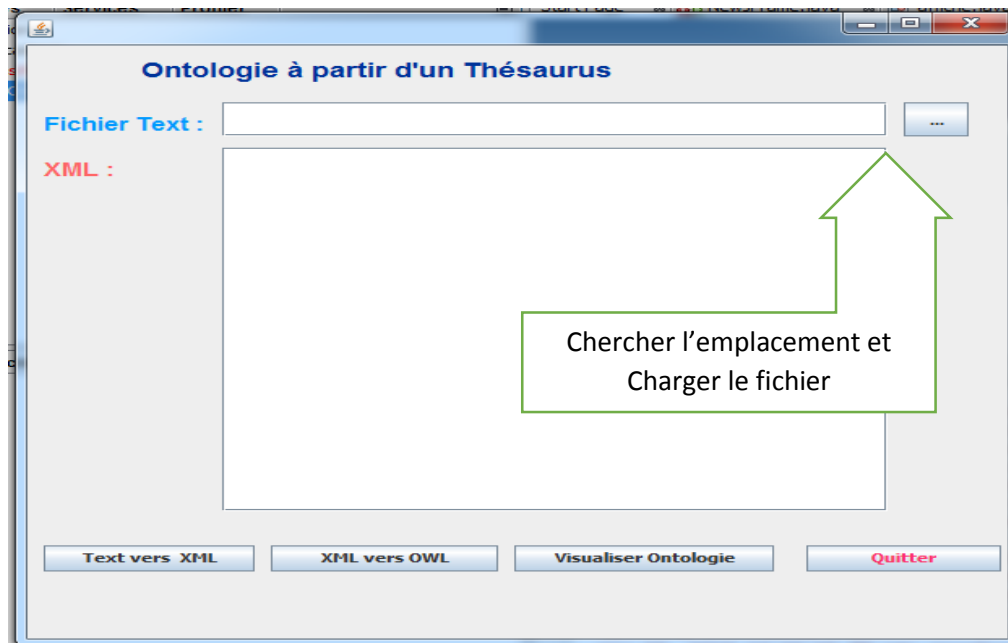 Ontologie à partir d'un Thésaurus
Fichier Text :
...
XML :
Chercher l’emplacement et
Charger le fichier
Text vers XML
XML vers OWL
Visualiser Ontologie
Quitter